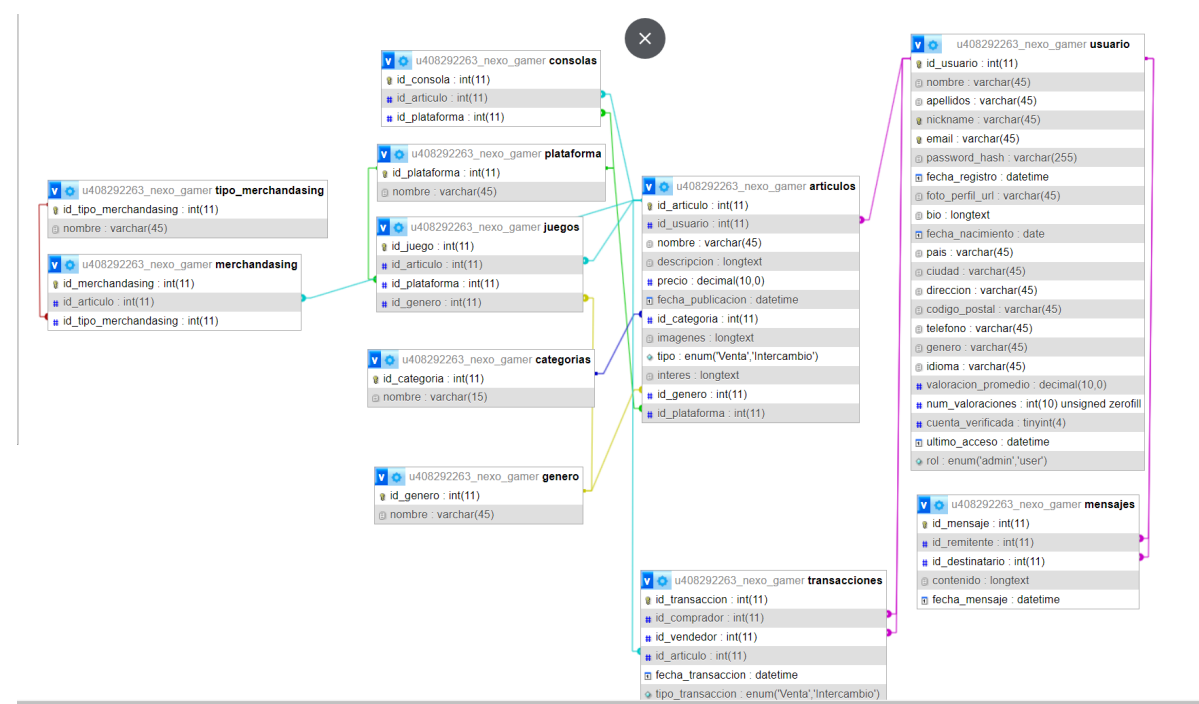 u408292263_nexo_gamer consolas
id_consola : int(11)
id_articulo : int(11)
id_plataforma : int(11)
u408292263_nexo_gamer plataforma
id_plataforma : int(11)
nombre : varchar(45)
u408292263_nexo_gamer tipo_merchandasing
id_tipo_merchandasing : int(11)
nombre : varchar(45)
u408292263_nexo_gamer merchandasing
id_merchandasing : int(11)
id_articulo : int(11)
id_tipo_merchandasing : int(11)
u408292263_nexo_gamer juegos
id_juego : int(11)
id_articulo : int(11)
id_plataforma : int(11)
id_genero : int(11)
u408292263_nexo_gamer categorias
id_categoria : int(11)
nombre : varchar(15)
u408292263_nexo_gamer genero
id_genero : int(11)
nombre : varchar(45)
u408292263_nexo_gamer articulos
id_articulo : int(11)
id_usuario : int(11)
nombre : varchar(45)
descripcion : longtext
precio : decimal(10,0)
fecha_publicacion : datetime
id_categoria : int(11)
imagenes : longtext
tipo : enum('Venta','Intercambio')
interes : longtext
id_genero : int(11)
id_plataforma : int(11)
u408292263_nexo_gamer transacciones
id_transaccion : int(11)
id_comprador : int(11)
id_vendedor : int(11)
id_articulo : int(11)
fecha_transaccion : datetime
tipo_transaccion : enum('Venta','Intercambio')
u408292263_nexo_gamer usuario
id_usuario : int(11)
nombre : varchar(45)
apellidos : varchar(45)
nickname : varchar(45)
email : varchar(45)
password_hash : varchar(255)
fecha_registro : datetime
foto_perfil_url : varchar(45)
bio : longtext
fecha_nacimiento : date
pais : varchar(45)
ciudad : varchar(45)
direccion : varchar(45)
codigo_postal : varchar(45)
telefono : varchar(45)
genero : varchar(45)
idioma : varchar(45)
valoracion_promedio : decimal(10,0)
num_valoraciones : int(10) unsigned zerofill
cuenta_verificada : tinyint(4)
ultimo_acceso : datetime
rol : enum('admin','user')
u408292263_nexo_gamer mensajes
id_mensaje : int(11)
id_remitente : int(11)
id_destinatario : int(11)
contenido : longtext
fecha_mensaje : datetime